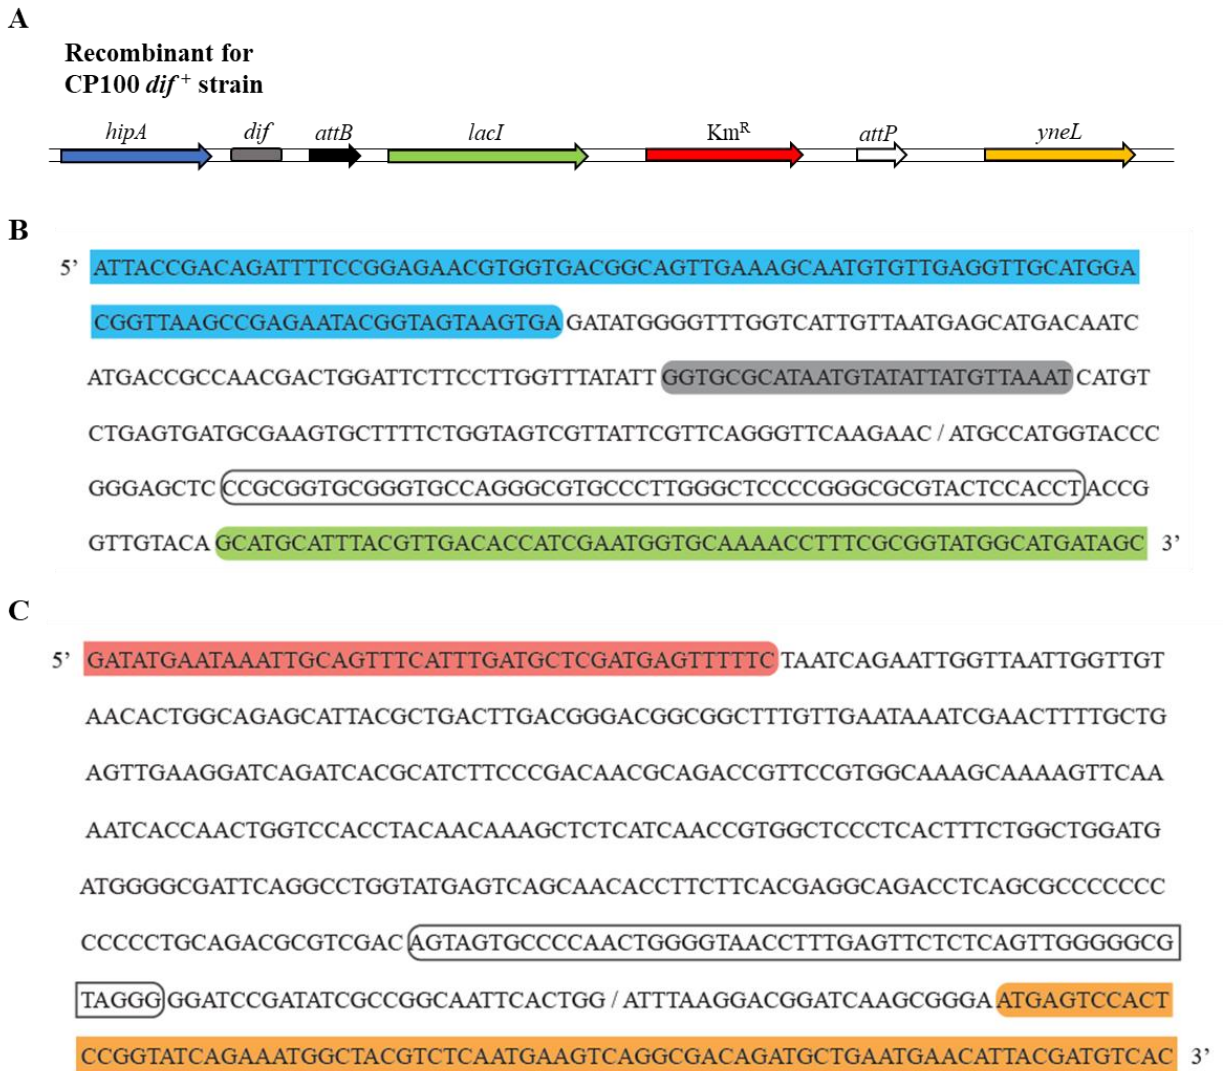 A
Recombinant for
CP100 dif + strain
hipA dif attB lacI KmR attP yneL
B
5’ ATTACCGACAGATTTTCCGGAGAACGTGGTGACGGCAGTTGAAAGCAATGTGTTGAGGTTGCATGGA
CGGTTAAGCCGAGAATACGGTAGTAAGTGA GATATGGGGTTTGGTCATTGTTAATGAGCATGACAATC
ATGACCGCCAACGACTGGATTCTTCCTTGGTTTATATT GGTGCGCATAATGTATATTATGTTAAAT CATGT
CTGAGTGATGCGAAGTGCTTTTCTGGTAGTCGTTATTCGTTCAGGGTTCAAGAAC / ATGCCATGGTACCC
GGGAGCTC CCGCGGTGCGGGTGCCAGGGCGTGCCCTTGGGCTCCCCGGGCGCGTACTCCACCT ACCG
GTTGTACA GCATGCATTTACGTTGACACCATCGAATGGTGCAAAACCTTTCGCGGTATGGCATGATAGC 3’
C
5’ GATATGAATAAATTGCAGTTTCATTTGATGCTCGATGAGTTTTTC TAATCAGAATTGGTTAATTGGTTGT
AACACTGGCAGAGCATTACGCTGACTTGACGGGACGGCGGCTTTGTTGAATAAATCGAACTTTTGCTG
AGTTGAAGGATCAGATCACGCATCTTCCCGACAACGCAGACCGTTCCGTGGCAAAGCAAAAGTTCAA
AATCACCAACTGGTCCACCTACAACAAAGCTCTCATCAACCGTGGCTCCCTCACTTTCTGGCTGGATG
ATGGGGCGATTCAGGCCTGGTATGAGTCAGCAACACCTTCTTCACGAGGCAGACCTCAGCGCCCCCCC
CCCCCTGCAGACGCGTCGAC AGTAGTGCCCCAACTGGGGTAACCTTTGAGTTCTCTCAGTTGGGGGCG
TAGGG GGATCCGATATCGCCGGCAATTCACTGG / ATTTAAGGACGGATCAAGCGGGA ATGAGTCCACT
CCGGTATCAGAAATGGCTACGTCTCAATGAAGTCAGGCGACAGATGCTGAATGAACATTACGATGTCAC 3’